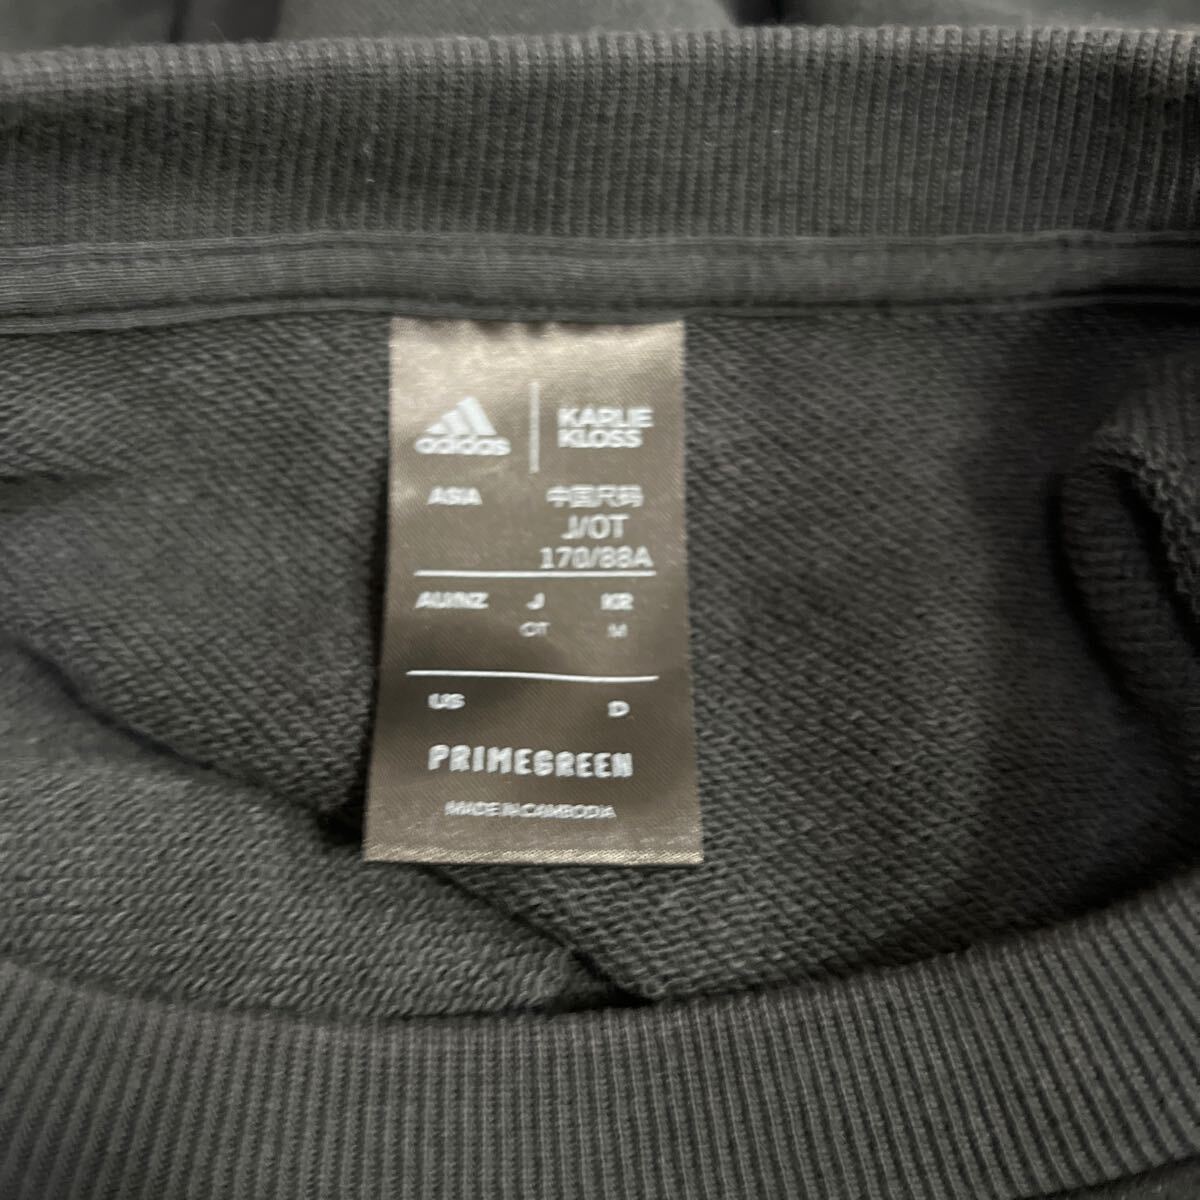 adidas
KARLIE
KLOSS
ASIA 中国尺码
J/OT
170/88A
AU/NZ J KR
OT M
US D
PRIMEGREEN
MADE IN CAMBODIA